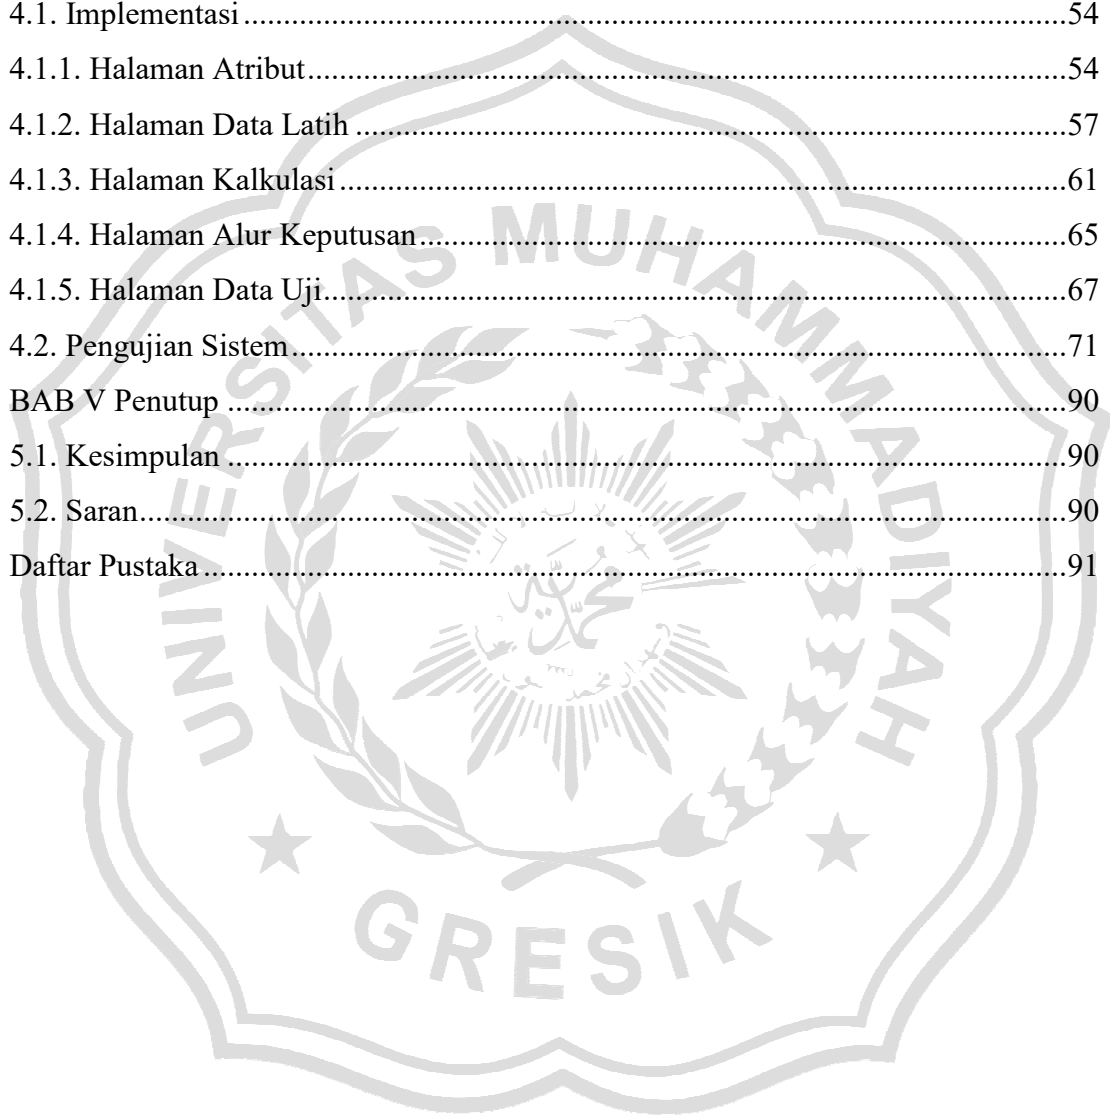 4.1. Implementasi ........ 54
4.1.1. Halaman Atribut ........ 54
4.1.2. Halaman Data Latih ........ 57
4.1.3. Halaman Kalkulasi ........ 61
4.1.4. Halaman Alur Keputusan ........ 65
4.1.5. Halaman Data Uji ........ 67
4.2. Pengujian Sistem ........ 71
BAB V Penutup ........ 90
5.1. Kesimpulan ........ 90
5.2. Saran ........ 90
Daftar Pustaka ........ 91
UNIVERSITAS MUHAMMADIYAH
GRESIK